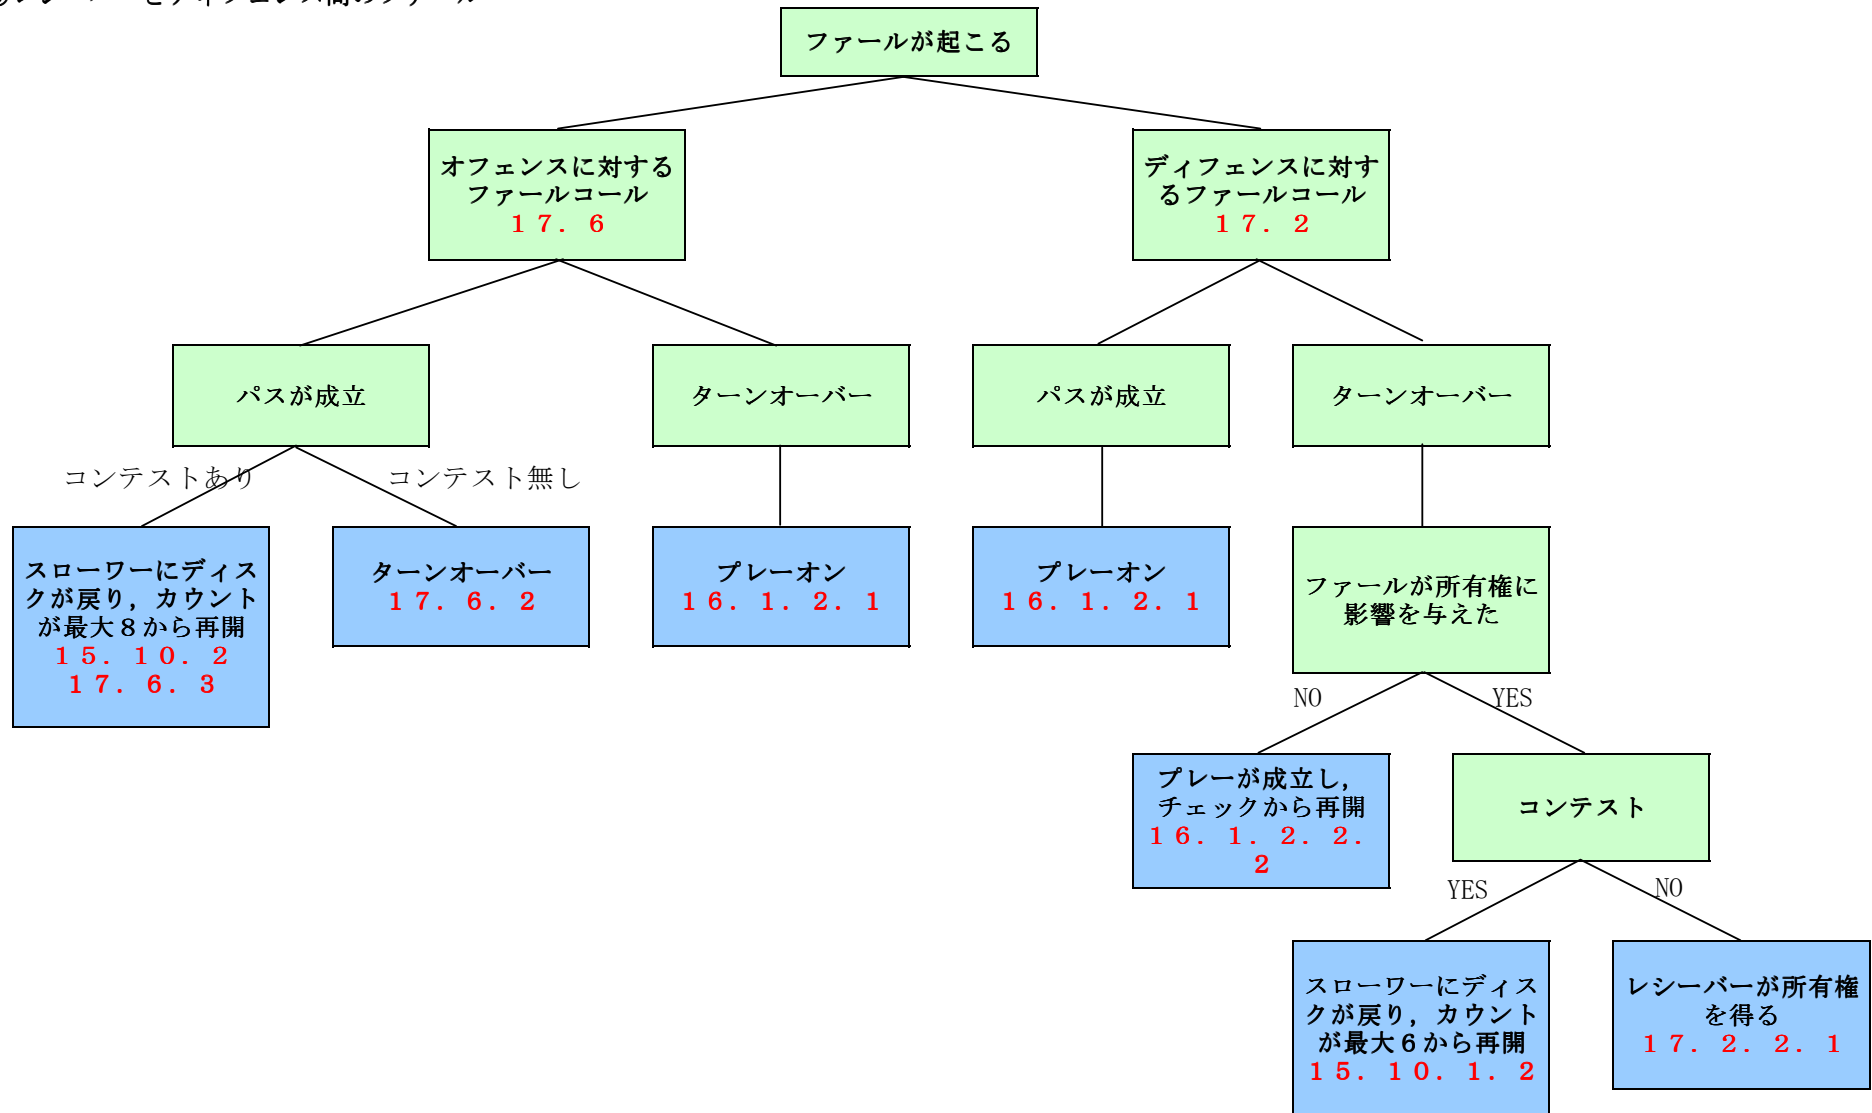 ファールが起こる
オフェンスに対する
ファールコール
１７．６
ディフェンスに対す
るファールコール
１７．２
パスが成立
ターンオーバー
パスが成立
ターンオーバー
コンテストあり
コンテスト無し
スローワーにディス
クが戻り，カウント
が最大８から再開
１５．１０．２
１７．６．３
ターンオーバー
１７．６．２
プレーオン
１６．１．２．１
プレーオン
１６．１．２．１
ファールが所有権に
影響を与えた
NO
YES
プレーが成立し，
チェックから再開
１６．１．２．２．
２
コンテスト
YES
NO
スローワーにディス
クが戻り，カウント
が最大６から再開
１５．１０．１．２
レシーバーが所有権
を得る
１７．２．２．１